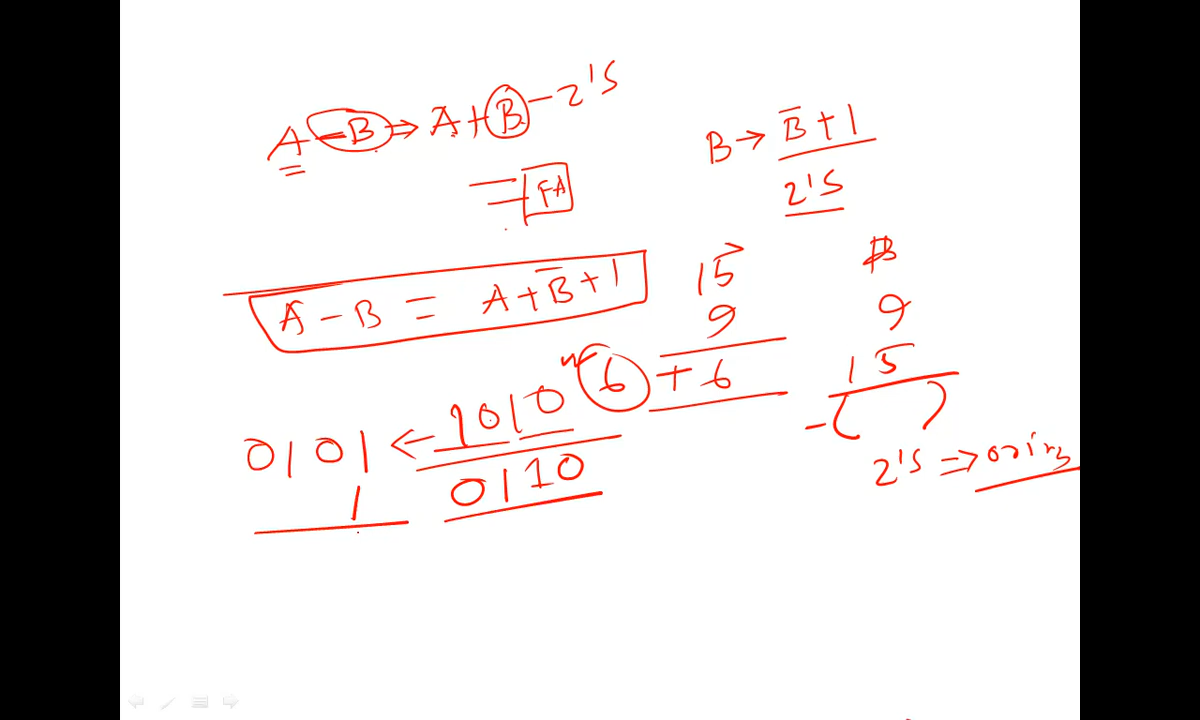 A - B ⇒ A + B - 2'S
= FA
B → B̅ + 1
2'S
A - B = A + B̅ + 1
15
9
+ 6
B
9
15
- ( )
2'S ⇒
6
0101 ← 1010
1
0110